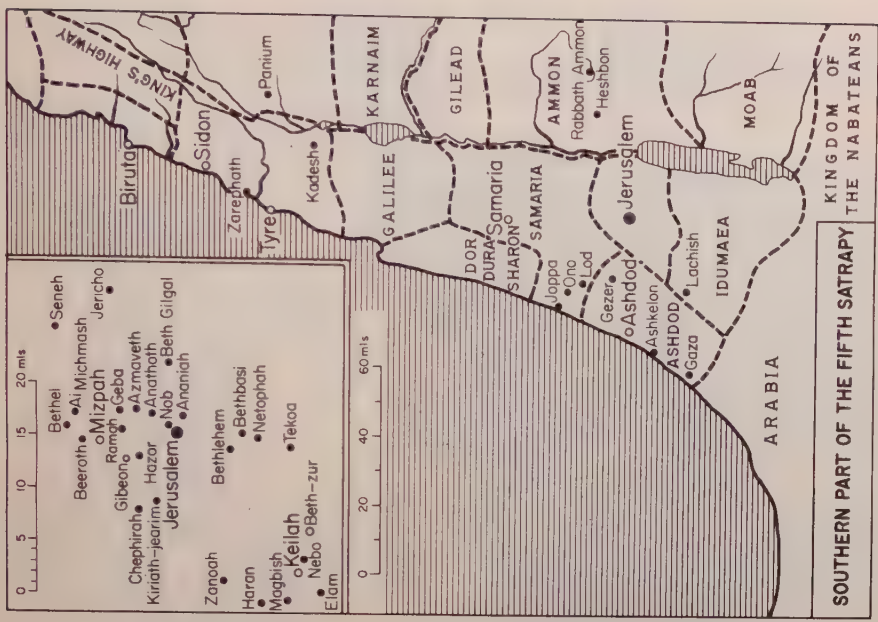 KING'S HIGHWAY
Biruta
Sidon
Zarephath
Panium
Tyre
Kadesh
KARNAIM
GALILEE
GILEAD
DOR
DURA
SHARON
Samaria
SAMARIA
AMMON
Rabbath Ammon
Heshbon
Joppa
Ono
Lod
Gezer
Jerusalem
Ashdod
Ashkelon
ASHDOD
Lachish
Gaza
IDUMAEA
MOAB
ARABIA
KINGDOM OF
THE NABATEANS
0 20 40 60 mls
0 5 10 15 20 mls
Seneh
Bethel
Ai
Michmash
Jericho
Beeroth
Mizpah
Ramah
Geba
Gibeon
Azmaveth
Chephirah
Hazor
Anathoth
Kiriath-jearim
Nob
Beth Gilgal
Jerusalem
Ananiah
Zanoah
Bethlehem
Bethbasi
Netophah
Haran
Tekoa
Magbish
Keilah
Nebo
Beth-zur
Elam
SOUTHERN PART OF THE FIFTH SATRAPY